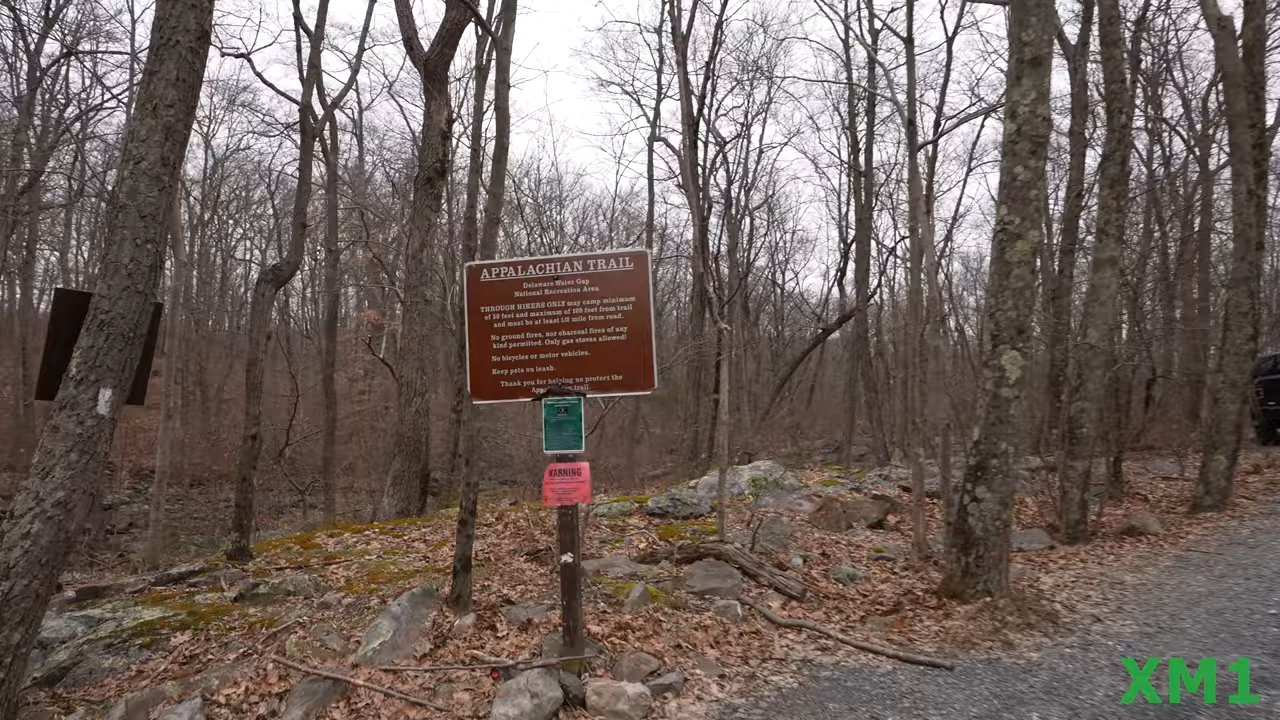 APPALACHIAN TRAIL
Delaware Water Gap
National Recreation Area
THROUGH HIKERS ONLY may camp minimum
of 50 feet and maximum of 100 feet from trail
and must be at least 1/2 mile from road.
No ground fires, nor charcoal fires of any
kind permitted. Only gas stoves allowed!
No bicycles or motor vehicles.
Keep pets on leash.
Thank you for helping us protect the
trail.
WARNING
XM1